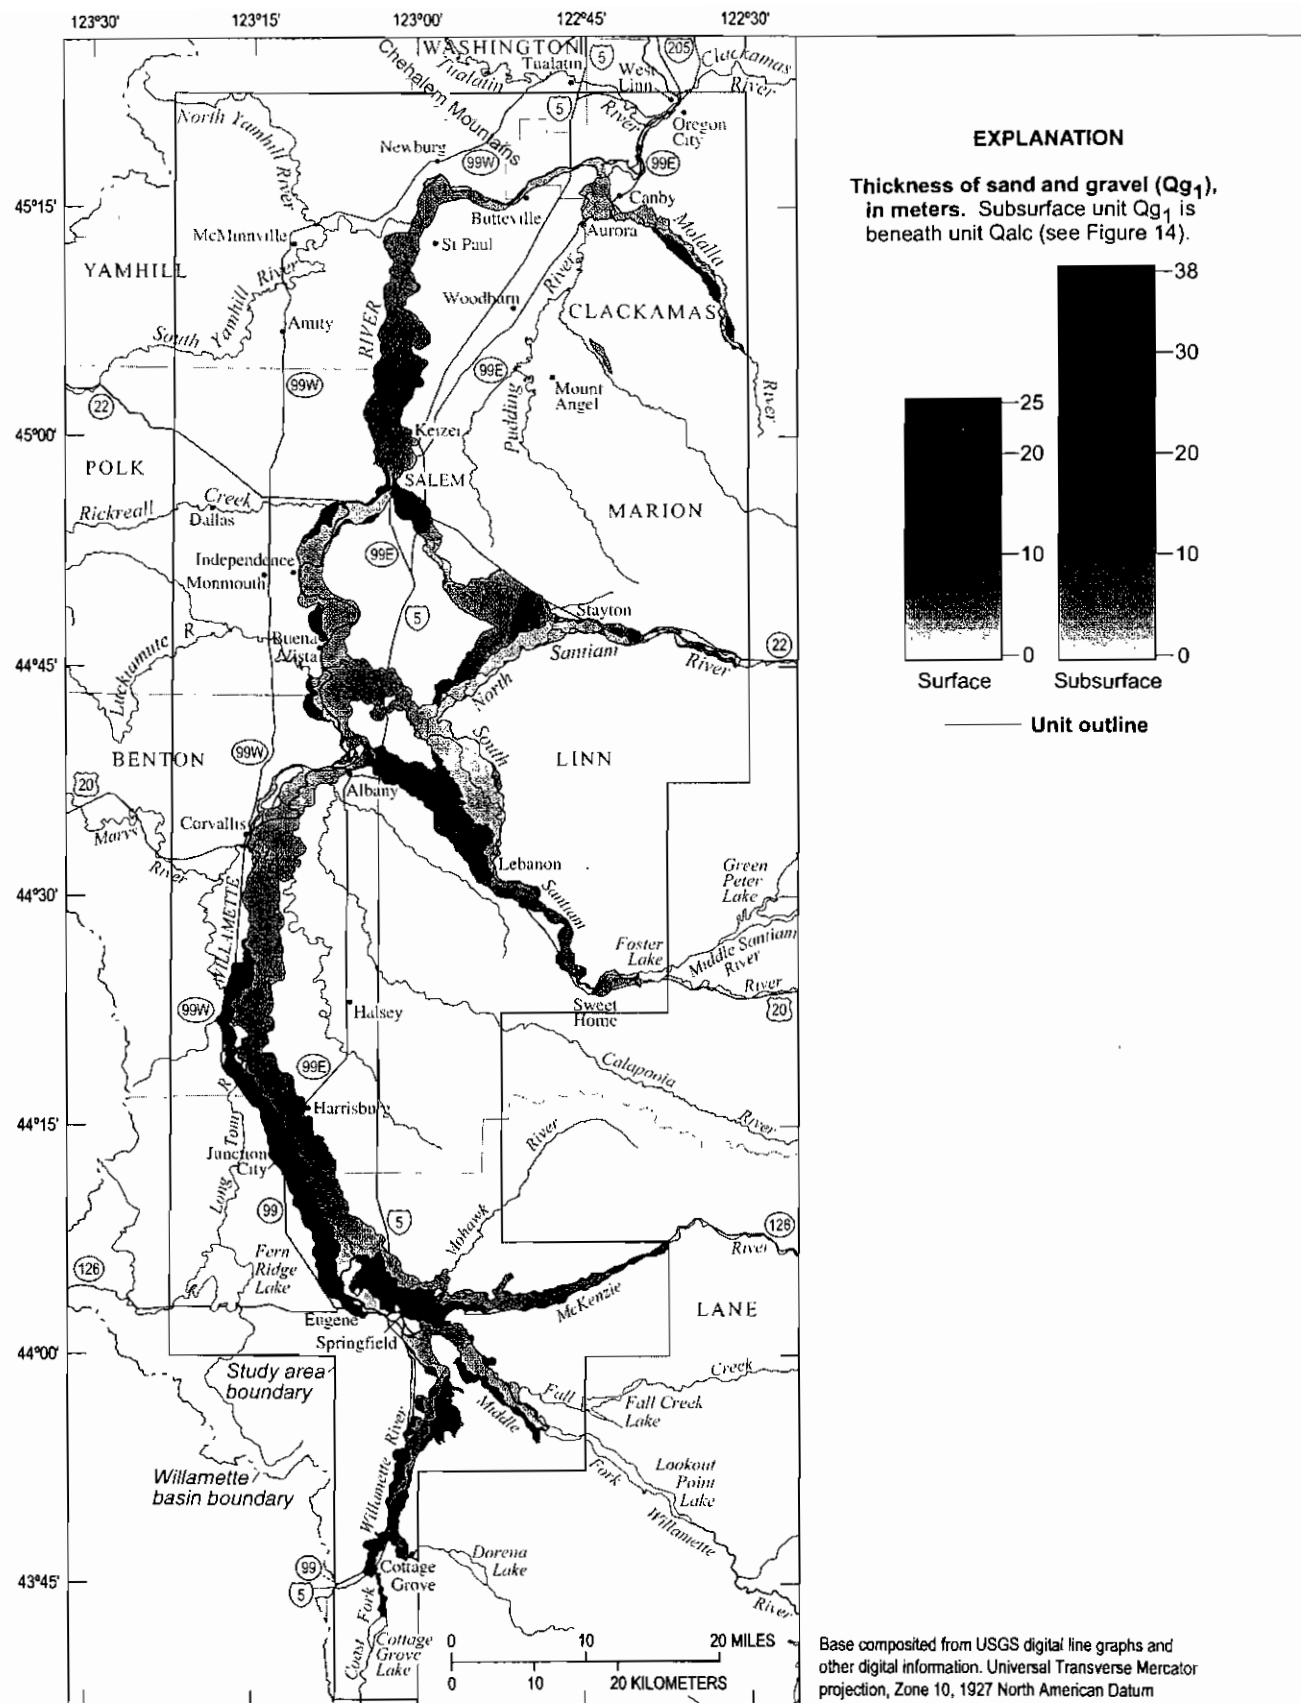 123°30'
123°15'
123°00'
122°45'
122°30'
WASHINGTON
Tualatin
Tualatin
River
5
205
Clackamas
River
West
Linn
Oregon
City
Chehalem Mountains
5
North Yamhill River
Newburg
99W
99E
Canby
Molalla
River
45°15'
Butteville
Aurora
McMinnville
St Paul
YAMHILL
South Yamhill River
Woodburn
CLACKAMAS
RIVER
Amity
99E
Pudding
River
Mount
Angel
99W
22
45°00'
Keizer
POLK
SALEM
Rickreall Creek
Dallas
MARION
Independence
Monmouth
99E
5
Stayton
Luckiamute R
Buena
Vista
22
44°45'
North Santiam River
South Santiam
BENTON
99W
LINN
20
Albany
Corvallis
Marys
River
Lebanon
Green
Peter
Lake
44°30'
WILLAMETTE
Foster
Lake
Middle Santiam
River
River
Sweet
Home
20
99W
Halsey
99E
Calapooia
River
44°15'
Harrisburg
River
Mohawk
Junction
City
Long Tom R
99
5
126
River
126
Fern
Ridge
Lake
R
McKenzie
LANE
Eugene
Springfield
44°00'
Study area
boundary
Fall
Creek
Fall Creek
Lake
Middle
Fork
Willamette
River
Willamette
basin boundary
Willamette River
Lookout
Point
Lake
Dorena
Lake
99
Cottage
Grove
43°45'
5
Coast Fork
Cottage
Grove
Lake
0 10 20 MILES
0 10 20 KILOMETERS
EXPLANATION
Thickness of sand and gravel (Qg1),
in meters. Subsurface unit Qg1 is
beneath unit Qalc (see Figure 14).
38
30
25
20
20
10
10
0
0
Surface
Subsurface
Unit outline
Base composited from USGS digital line graphs and
other digital information. Universal Transverse Mercator
projection, Zone 10, 1927 North American Datum